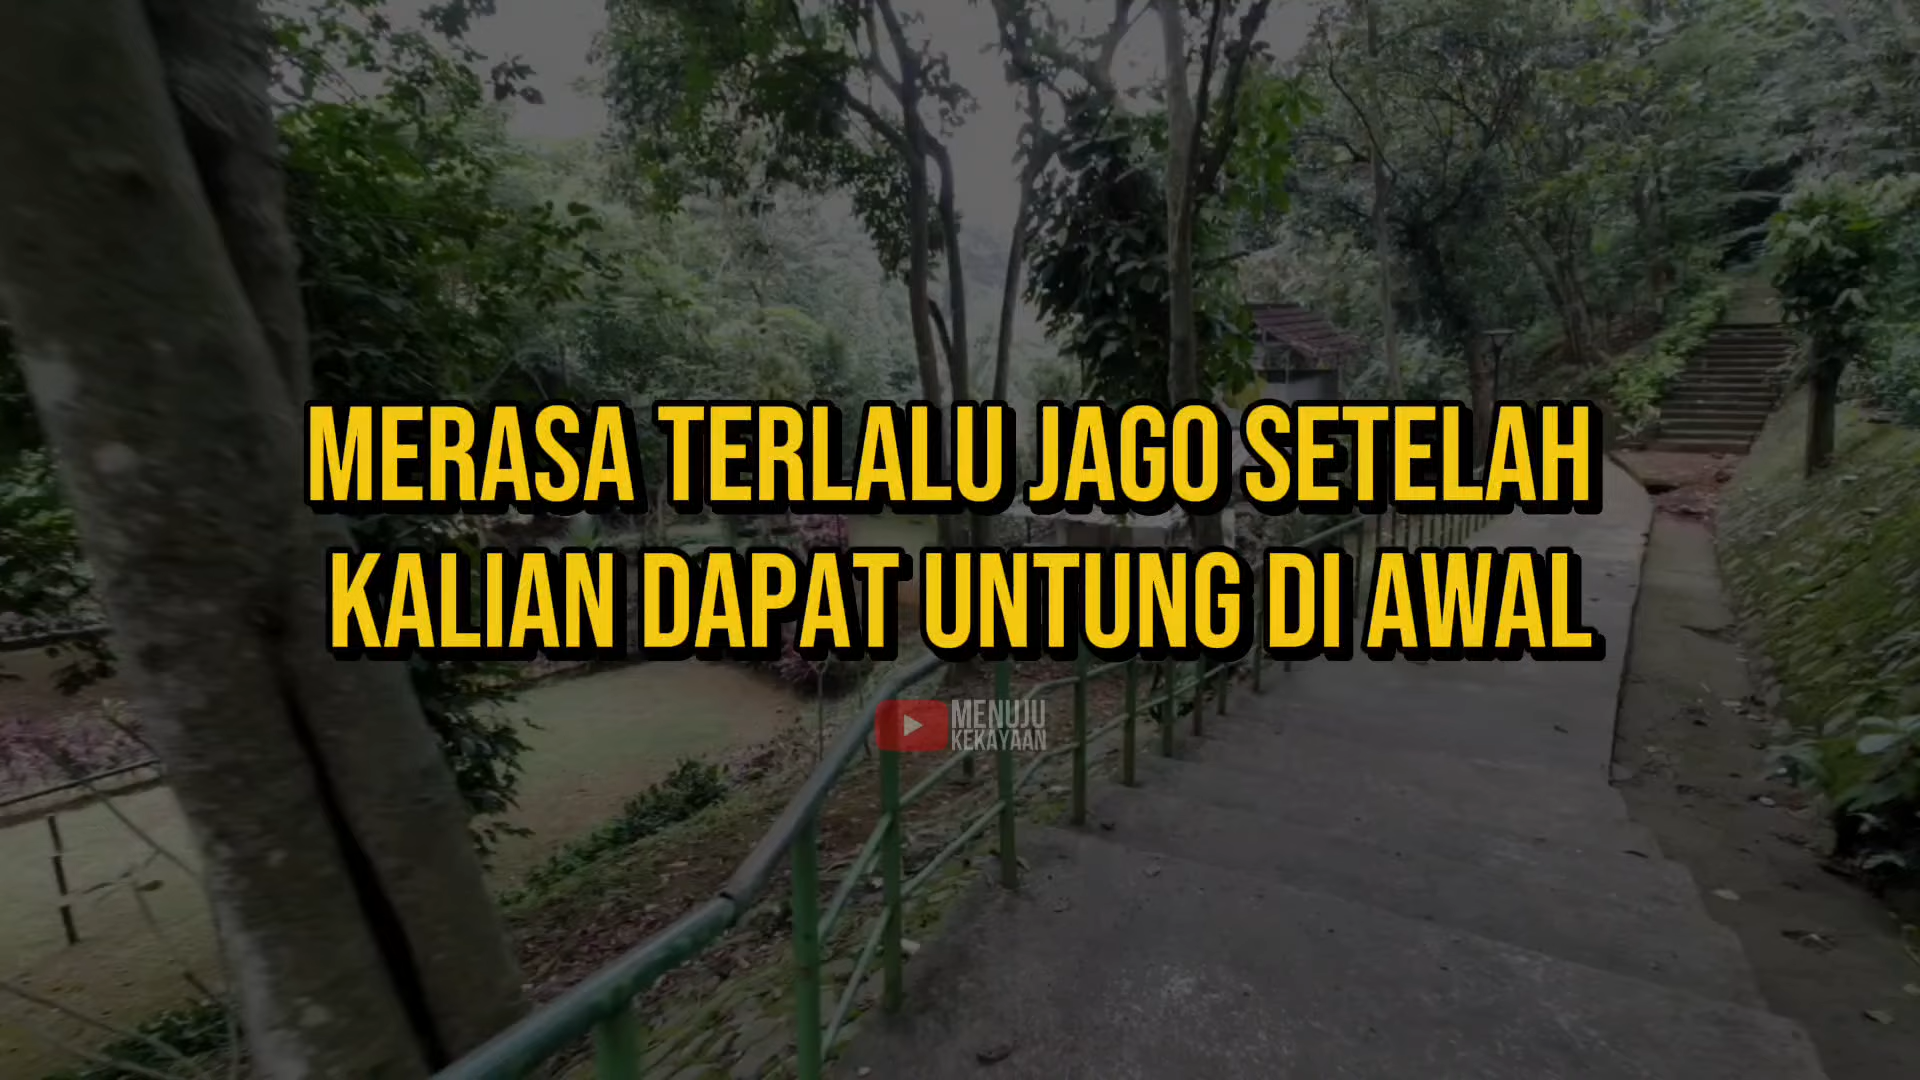 MERASA TERLALU JAGO SETELAH
KALIAN DAPAT UNTUNG DI AWAL
MENUJU
KEKAYAAN